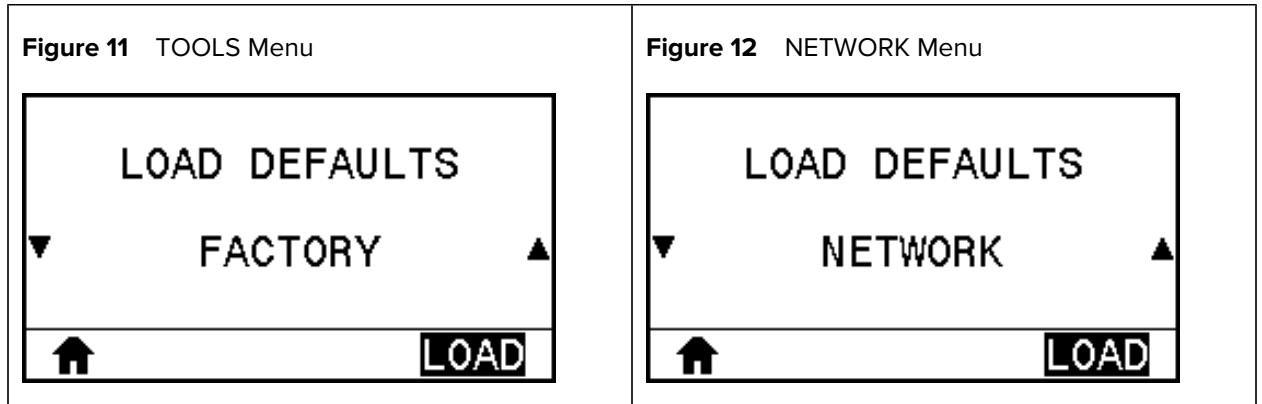 Figure 11 TOOLS Menu
LOAD DEFAULTS
▼ FACTORY ▲
LOAD
Figure 12 NETWORK Menu
LOAD DEFAULTS
▼ NETWORK ▲
LOAD